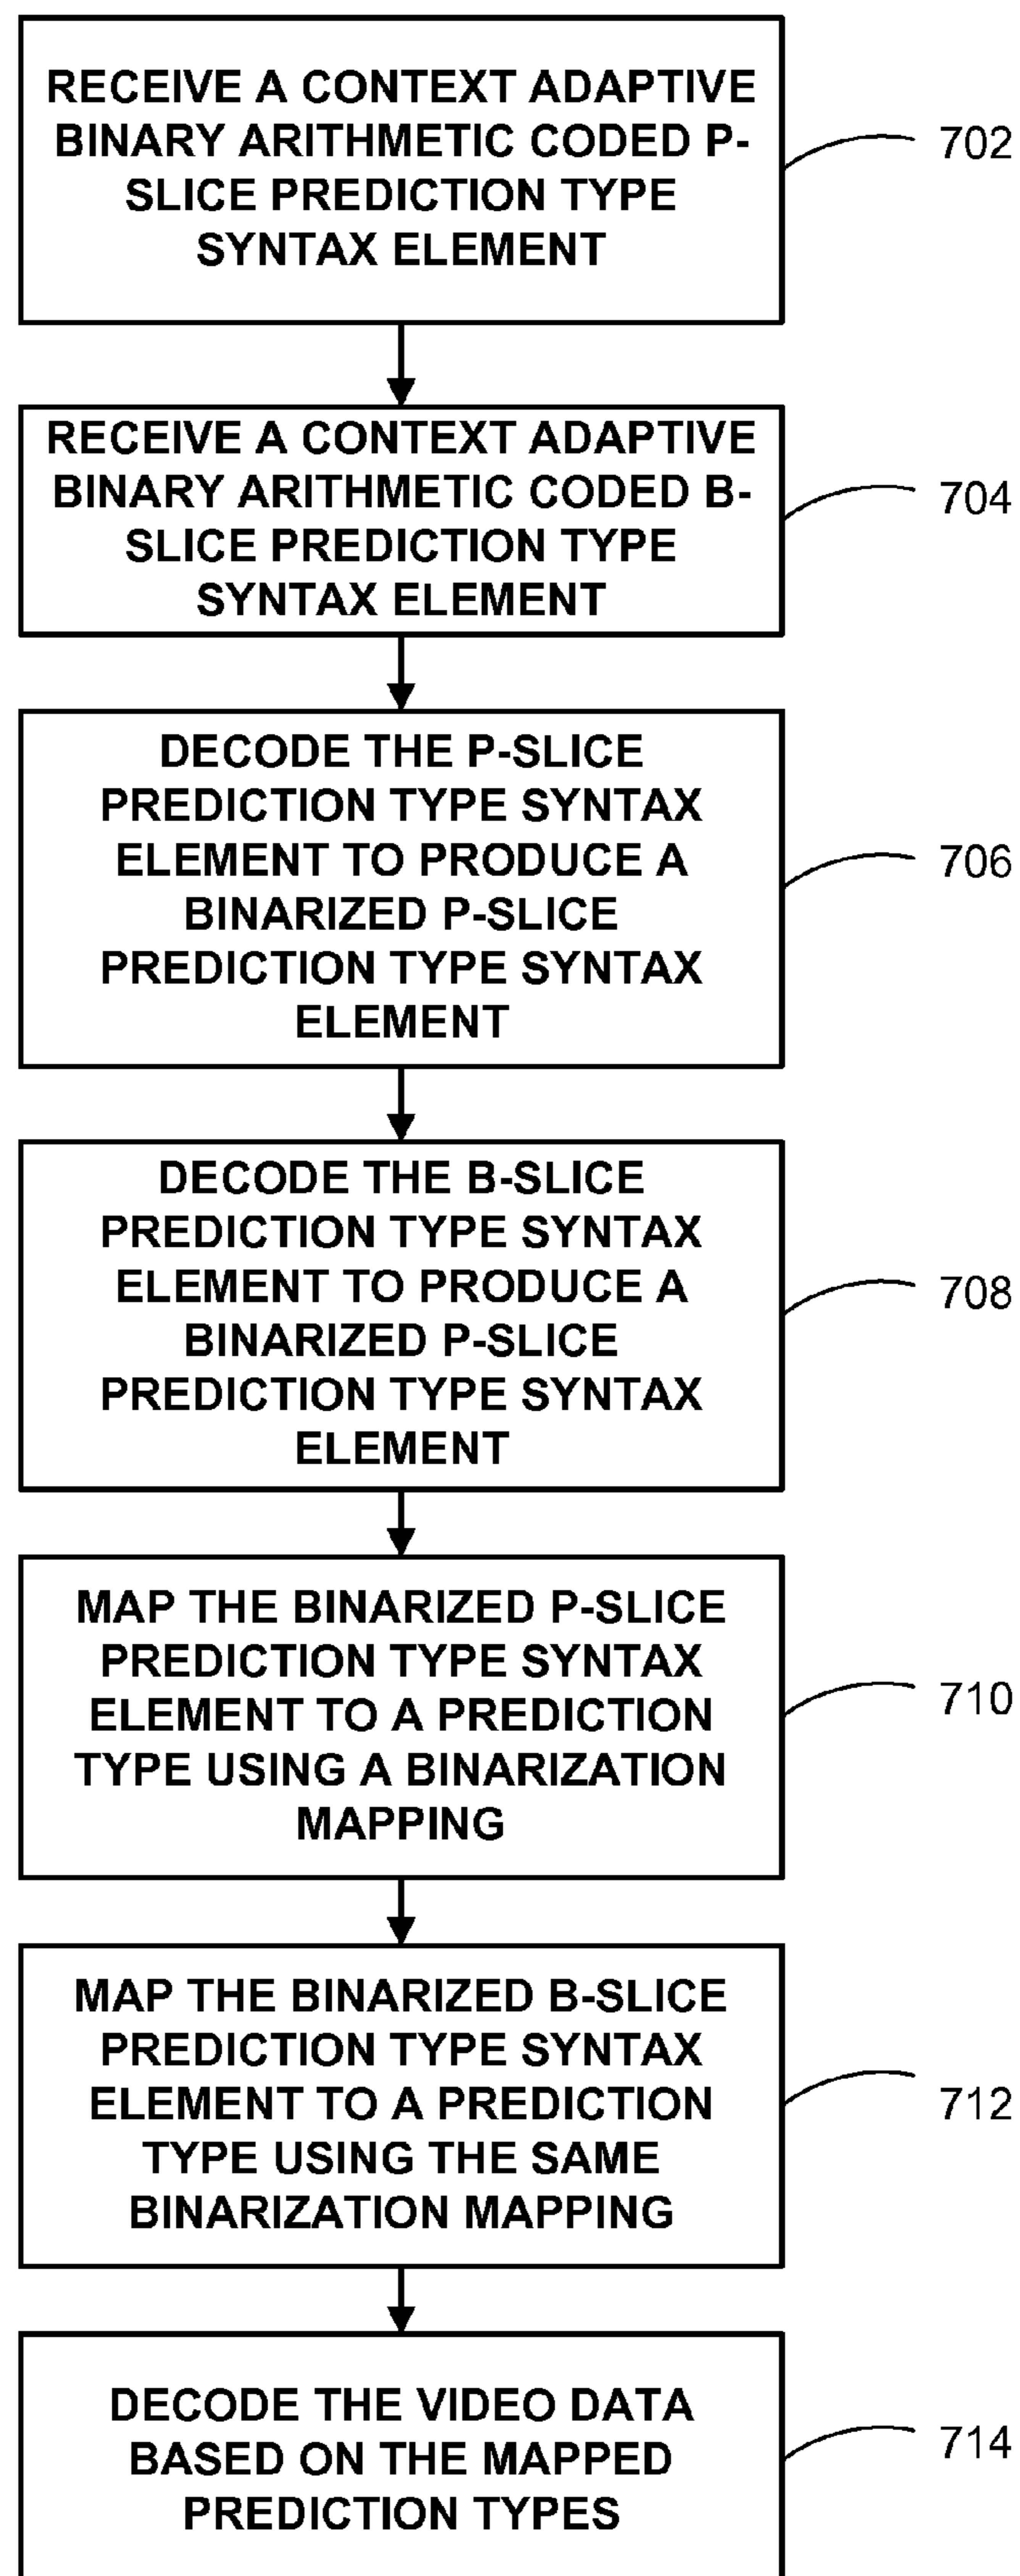 RECEIVE A CONTEXT ADAPTIVE
BINARY ARITHMETIC CODED P-
SLICE PREDICTION TYPE
SYNTAX ELEMENT
702
RECEIVE A CONTEXT ADAPTIVE
BINARY ARITHMETIC CODED B-
SLICE PREDICTION TYPE
SYNTAX ELEMENT
704
DECODE THE P-SLICE
PREDICTION TYPE SYNTAX
ELEMENT TO PRODUCE A
BINARIZED P-SLICE
PREDICTION TYPE SYNTAX
ELEMENT
706
DECODE THE B-SLICE
PREDICTION TYPE SYNTAX
ELEMENT TO PRODUCE A
BINARIZED P-SLICE
PREDICTION TYPE SYNTAX
ELEMENT
708
MAP THE BINARIZED P-SLICE
PREDICTION TYPE SYNTAX
ELEMENT TO A PREDICTION
TYPE USING A BINARIZATION
MAPPING
710
MAP THE BINARIZED B-SLICE
PREDICTION TYPE SYNTAX
ELEMENT TO A PREDICTION
TYPE USING THE SAME
BINARIZATION MAPPING
712
DECODE THE VIDEO DATA
BASED ON THE MAPPED
PREDICTION TYPES
714